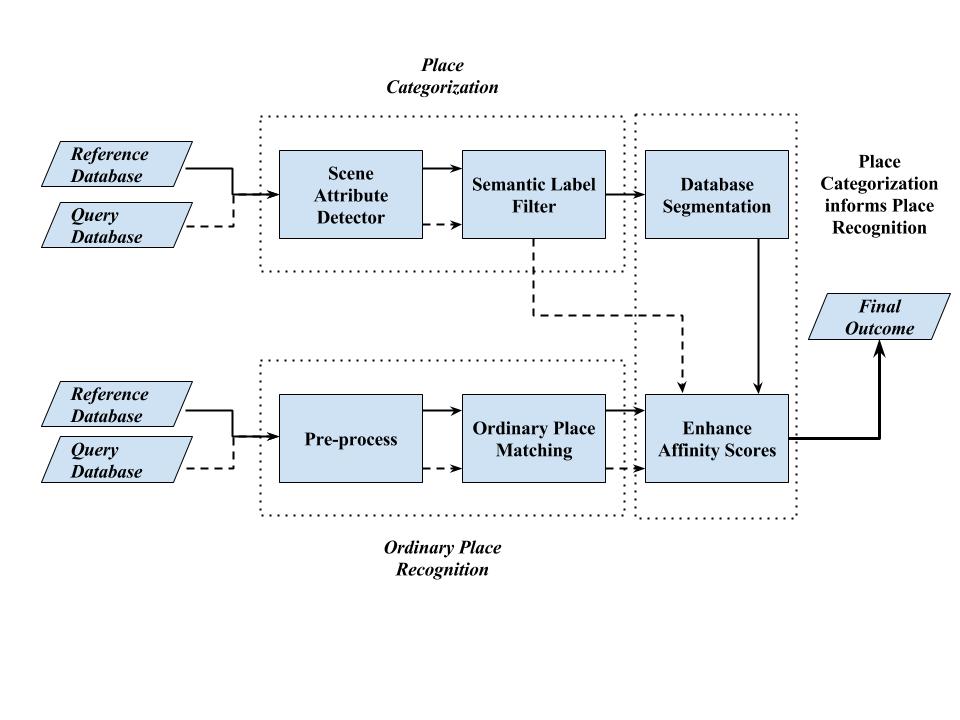 Place
Categorization
Reference
Database
Query
Database
Scene
Attribute
Detector
Semantic Label
Filter
Database
Segmentation
Place
Categorization
informs Place
Recognition
Final
Outcome
Reference
Database
Query
Database
Pre-process
Ordinary Place
Matching
Enhance
Affinity Scores
Ordinary Place
Recognition